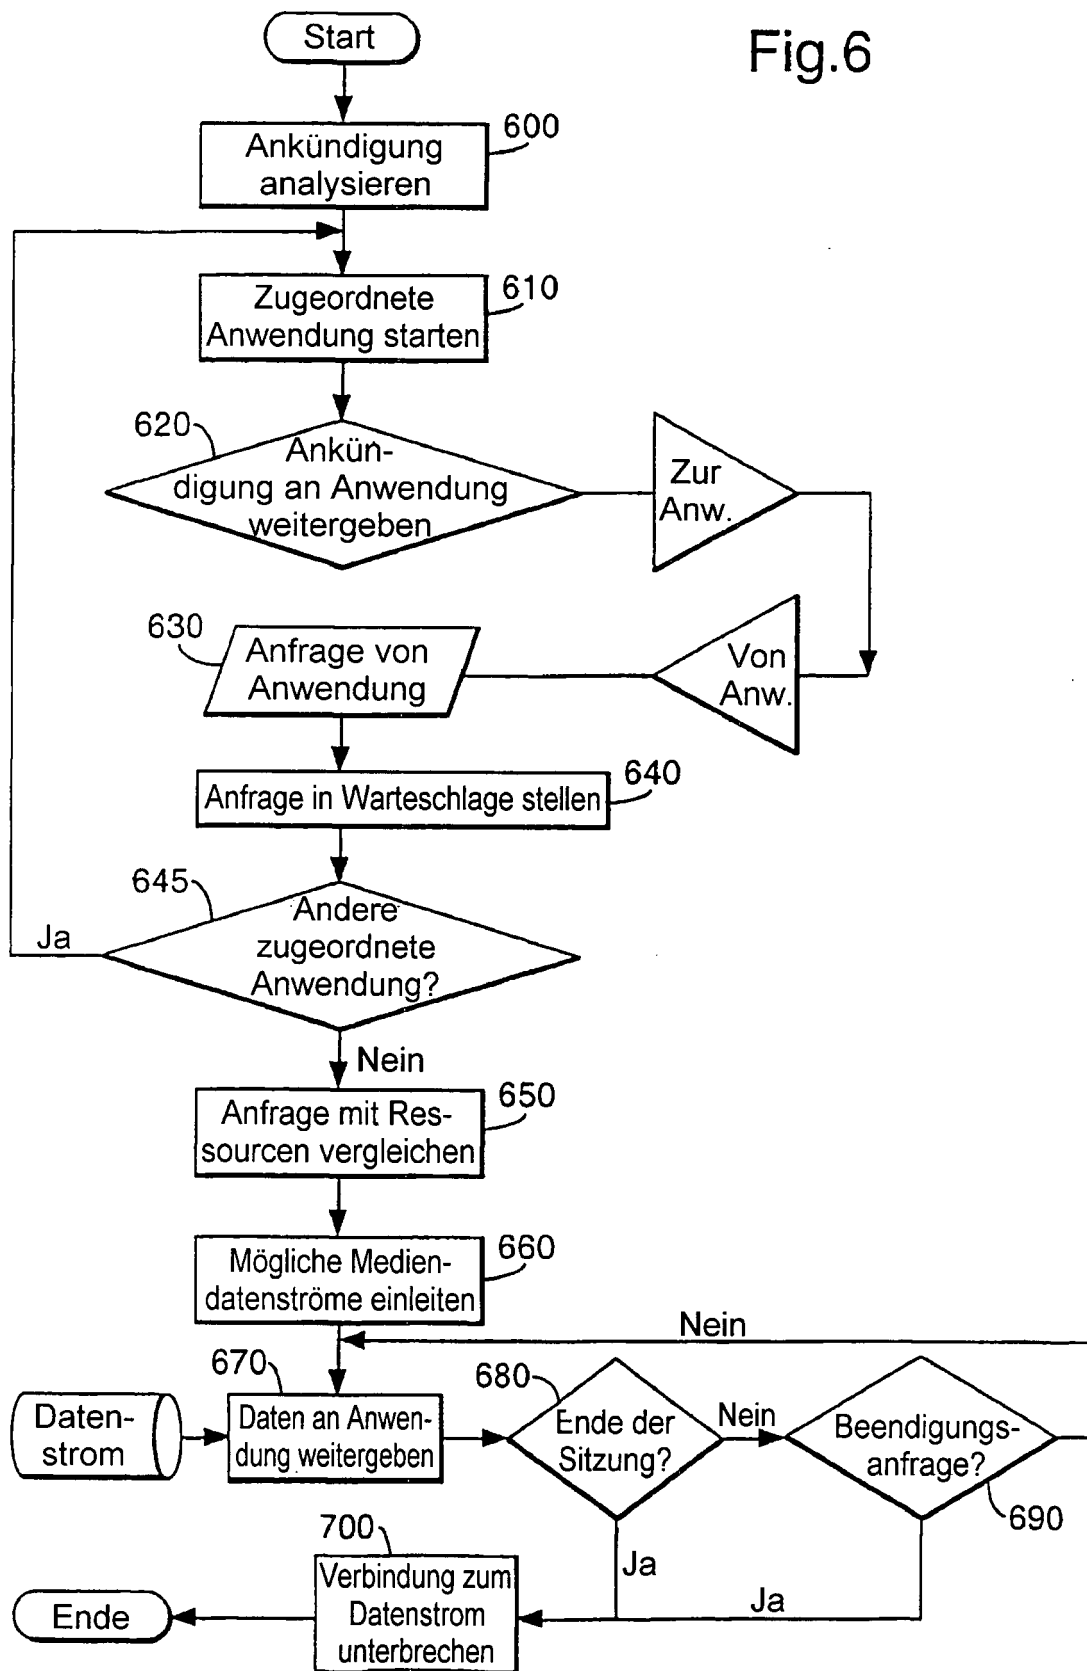 Start
Fig.6
600
Ankündigung
analysieren
610
Zugeordnete
Anwendung starten
620
Ankün-
digung an Anwendung
weitergeben
Zur
Anw.
630
Anfrage von
Anwendung
Von
Anw.
640
Anfrage in Warteschlage stellen
645
Andere
zugeordnete
Anwendung?
Ja
Nein
650
Anfrage mit Res-
sourcen vergleichen
660
Mögliche Medien-
datenströme einleiten
Nein
670
680
Daten-
strom
Daten an Anwen-
dung weitergeben
Ende der
Sitzung?
Nein
Beendigungs-
anfrage?
690
700
Ja
Ja
Verbindung zum
Datenstrom
unterbrechen
Ende